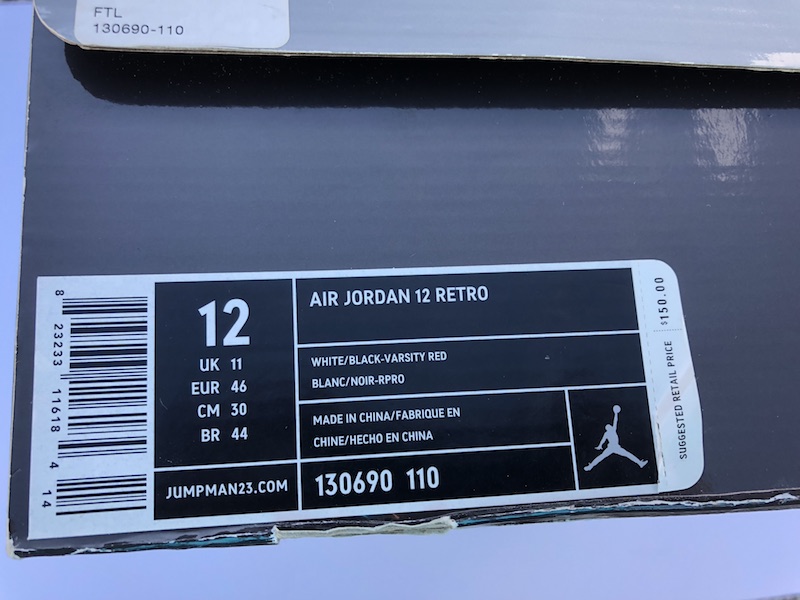 FTL
130690-110
8 23233 11618 4 14
12
UK 11
EUR 46
CM 30
BR 44
JUMPMAN23.COM
AIR JORDAN 12 RETRO
WHITE/BLACK-VARSITY RED
BLANC/NOIR-RPRO
MADE IN CHINA/FABRIQUE EN
CHINE/HECHO EN CHINA
130690 110
$150.00
SUGGESTED RETAIL PRICE